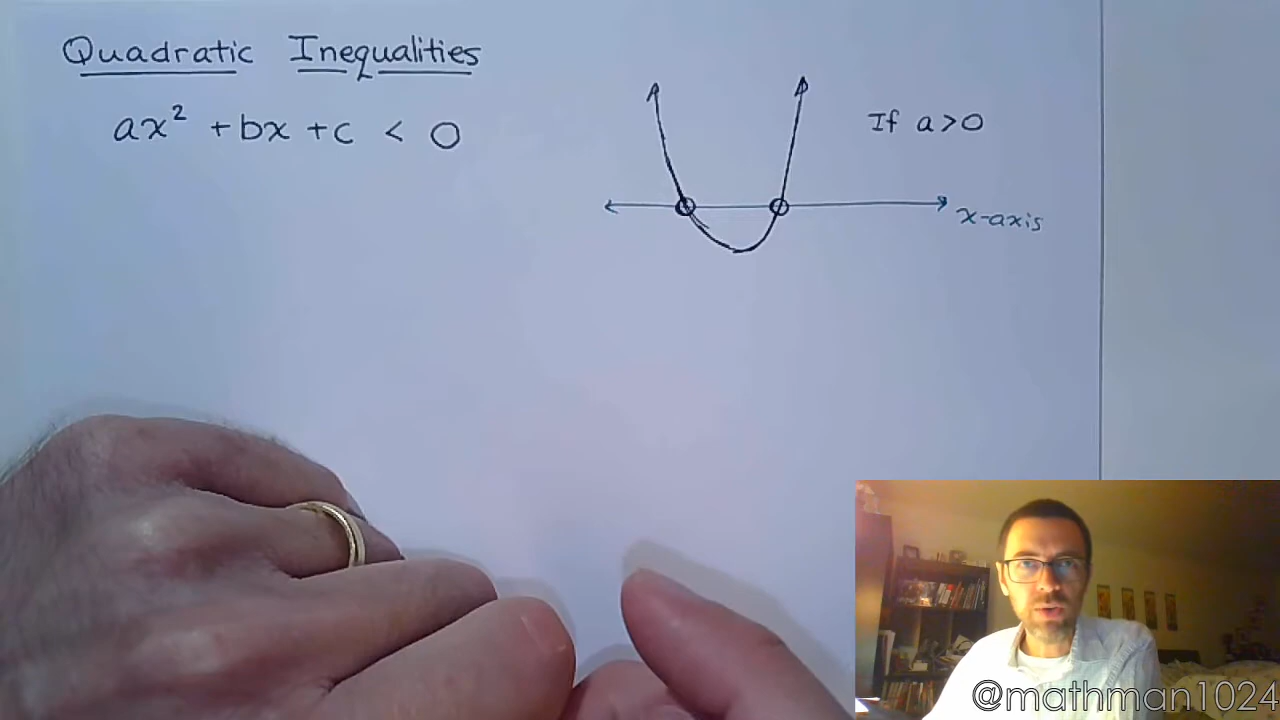 Quadratic Inequalities
ax² + bx + c < 0
If a > 0
x-axis
@mathman1024